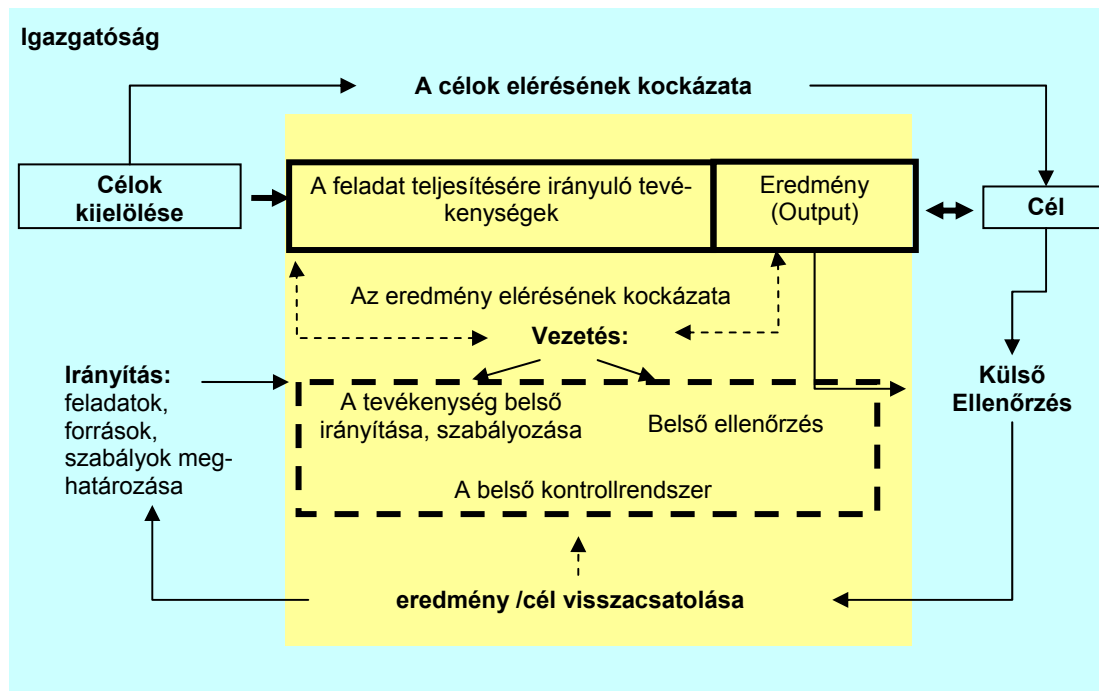 Igazgatóság
A célok elérésének kockázata
Célok
kijelölése
A feladat teljesítésére irányuló tevé-
kenységek
Eredmény
(Output)
Cél
Az eredmény elérésének kockázata
Vezetés:
Irányítás:
feladatok,
források,
szabályok meg-
határozása
A tevékenység belső
irányítása, szabályozása
Belső ellenőrzés
A belső kontrollrendszer
Külső
Ellenőrzés
eredmény /cél visszacsatolása